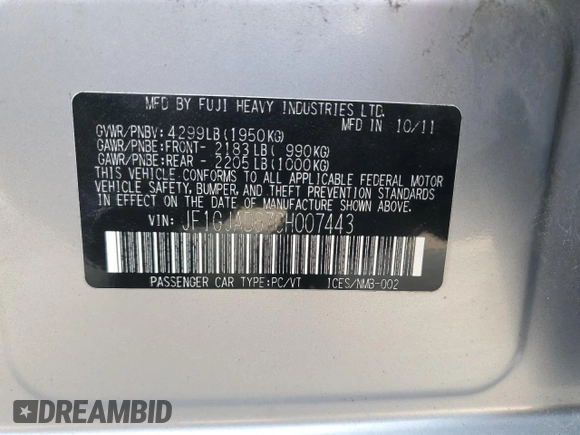 MFD BY FUJI HEAVY INDUSTRIES LTD.
MFD IN 10/11
GVWR/PNBV: 4299LB(1950KG)
GAWR/PNBE:FRONT- 2183LB( 990KG)
GAWR/PNBE:REAR - 2205LB(1000KG)
THIS VEHICLE CONFORMS TO ALL APPLICABLE FEDERAL MOTOR
VEHICLE SAFETY, BUMPER, AND THEFT PREVENTION STANDARDS
IN EFFECT ON THE DATE OF MANUFACTURE SHOWN ABOVE.
VIN:
PASSENGER CAR TYPE:PC/VT ICES/NMB-002
DREAMBID